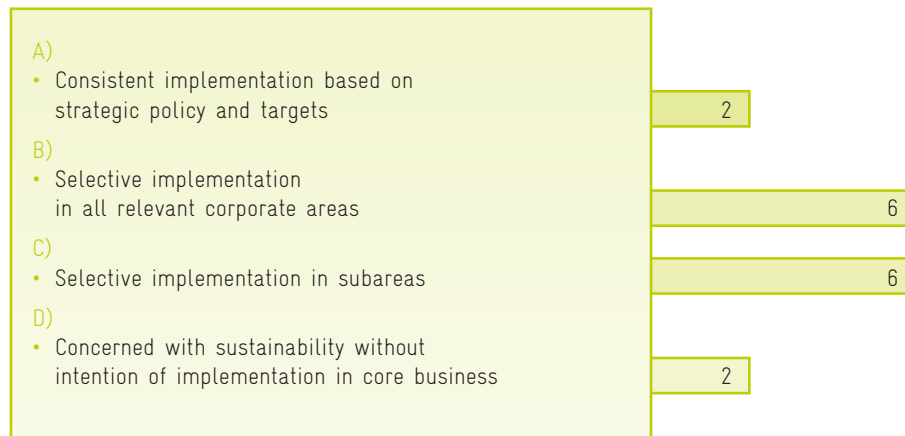 A)
• Consistent implementation based on
strategic policy and targets
2
B)
• Selective implementation
in all relevant corporate areas
6
C)
• Selective implementation in subareas
6
D)
• Concerned with sustainability without
intention of implementation in core business
2